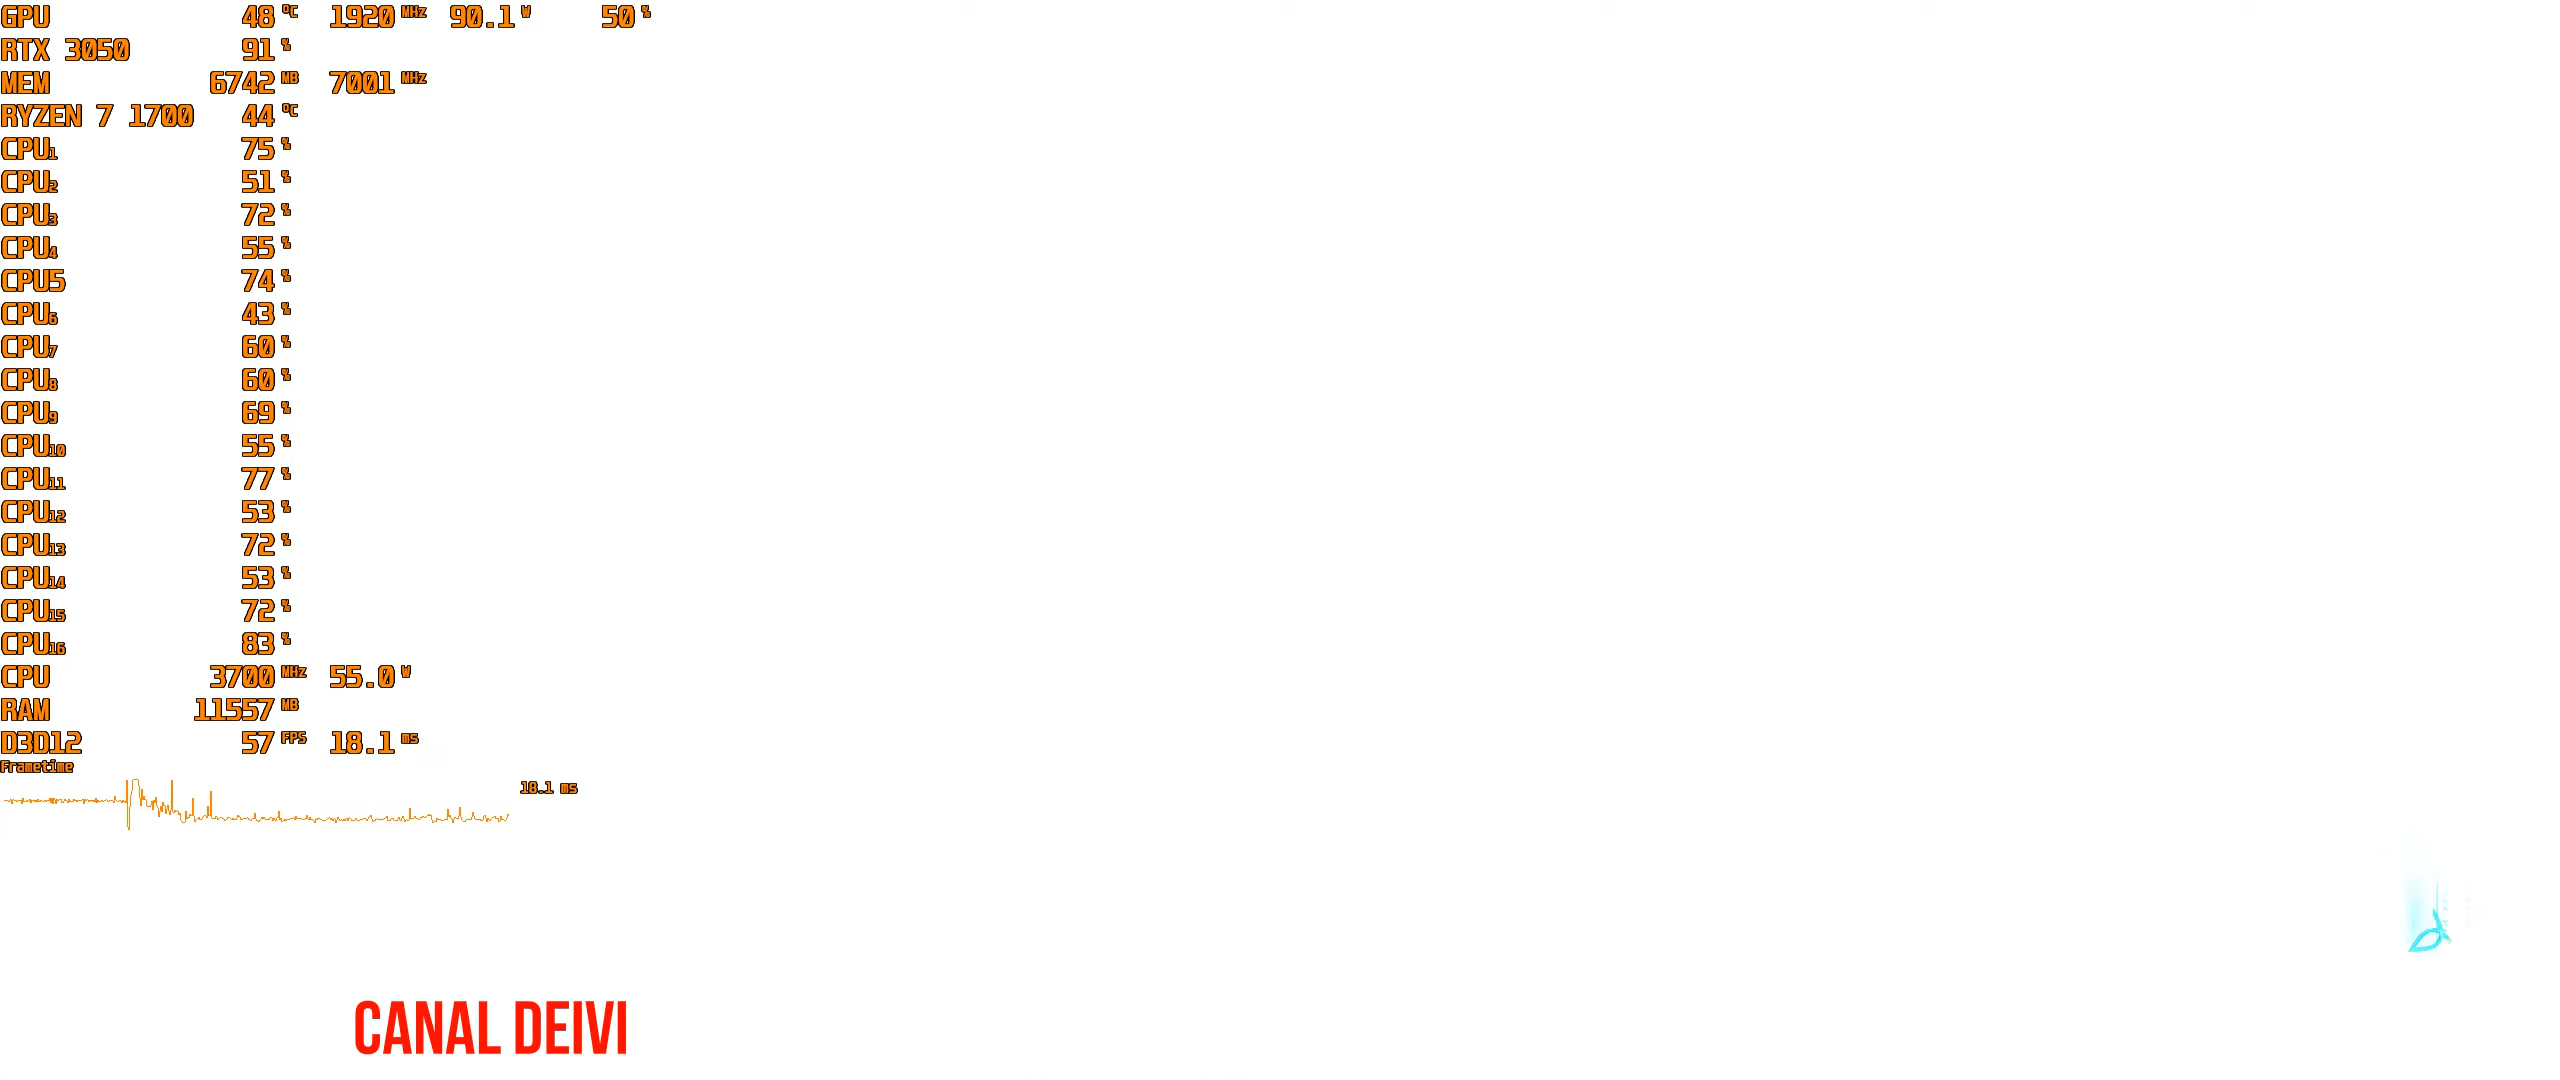 GPU 48 °C 1920 MHz 90.1 W 50 %
RTX 3050 91 %
MEM 6742 MB 7001 MHz
RYZEN 7 1700 44 °C
CPU1 75 %
CPU2 51 %
CPU3 72 %
CPU4 55 %
CPU5 74 %
CPU6 43 %
CPU7 60 %
CPU8 60 %
CPU9 69 %
CPU10 55 %
CPU11 77 %
CPU12 53 %
CPU13 72 %
CPU14 53 %
CPU15 72 %
CPU16 83 %
CPU 3700 MHz 55.0 W
RAM 11557 MB
D3D12 57 FPS 18.1 ms
Frametime
18.1 ms
CANAL DEIVI